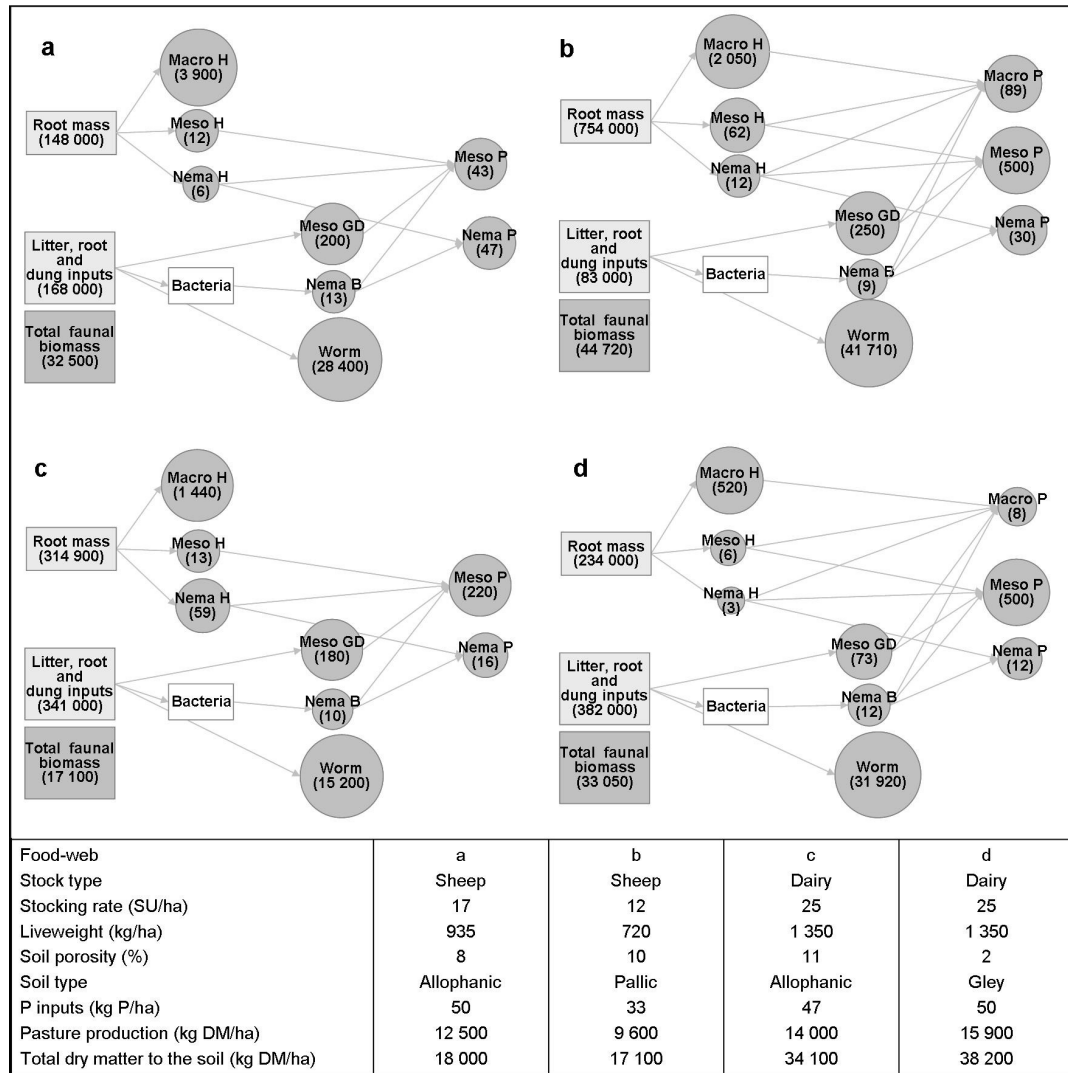 a
Macro H
(3 900)
Root mass
(148 000)
Meso H
(12)
Nema H
(6)
Meso P
(43)
Litter, root
and
dung inputs
(168 000)
Meso GD
(200)
Nema P
(47)
Bacteria
Nema B
(13)
Total faunal
biomass
(32 500)
Worm
(28 400)
b
Macro H
(2 050)
Macro P
(89)
Root mass
(754 000)
Meso H
(62)
Nema H
(12)
Meso P
(500)
Litter, root
and
dung inputs
(83 000)
Meso GD
(250)
Nema P
(30)
Bacteria
Nema B
(9)
Total faunal
biomass
(44 720)
Worm
(41 710)
c
Macro H
(1 440)
Root mass
(314 900)
Meso H
(13)
Nema H
(59)
Meso P
(220)
Litter, root
and
dung inputs
(341 000)
Meso GD
(180)
Nema P
(16)
Bacteria
Nema B
(10)
Total faunal
biomass
(17 100)
Worm
(15 200)
d
Macro H
(520)
Macro P
(8)
Root mass
(234 000)
Meso H
(6)
Nema H
(3)
Meso P
(500)
Litter, root
and
dung inputs
(382 000)
Meso GD
(73)
Nema P
(12)
Bacteria
Nema B
(12)
Total faunal
biomass
(33 050)
Worm
(31 920)
Food-web a b c d
Stock type Sheep Sheep Dairy Dairy
Stocking rate (SU/ha) 17 12 25 25
Liveweight (kg/ha) 935 720 1 350 1 350
Soil porosity (%) 8 10 11 2
Soil type Allophanic Pallic Allophanic Gley
P inputs (kg P/ha) 50 33 47 50
Pasture production (kg DM/ha) 12 500 9 600 14 000 15 900
Total dry matter to the soil (kg DM/ha) 18 000 17 100 34 100 38 200